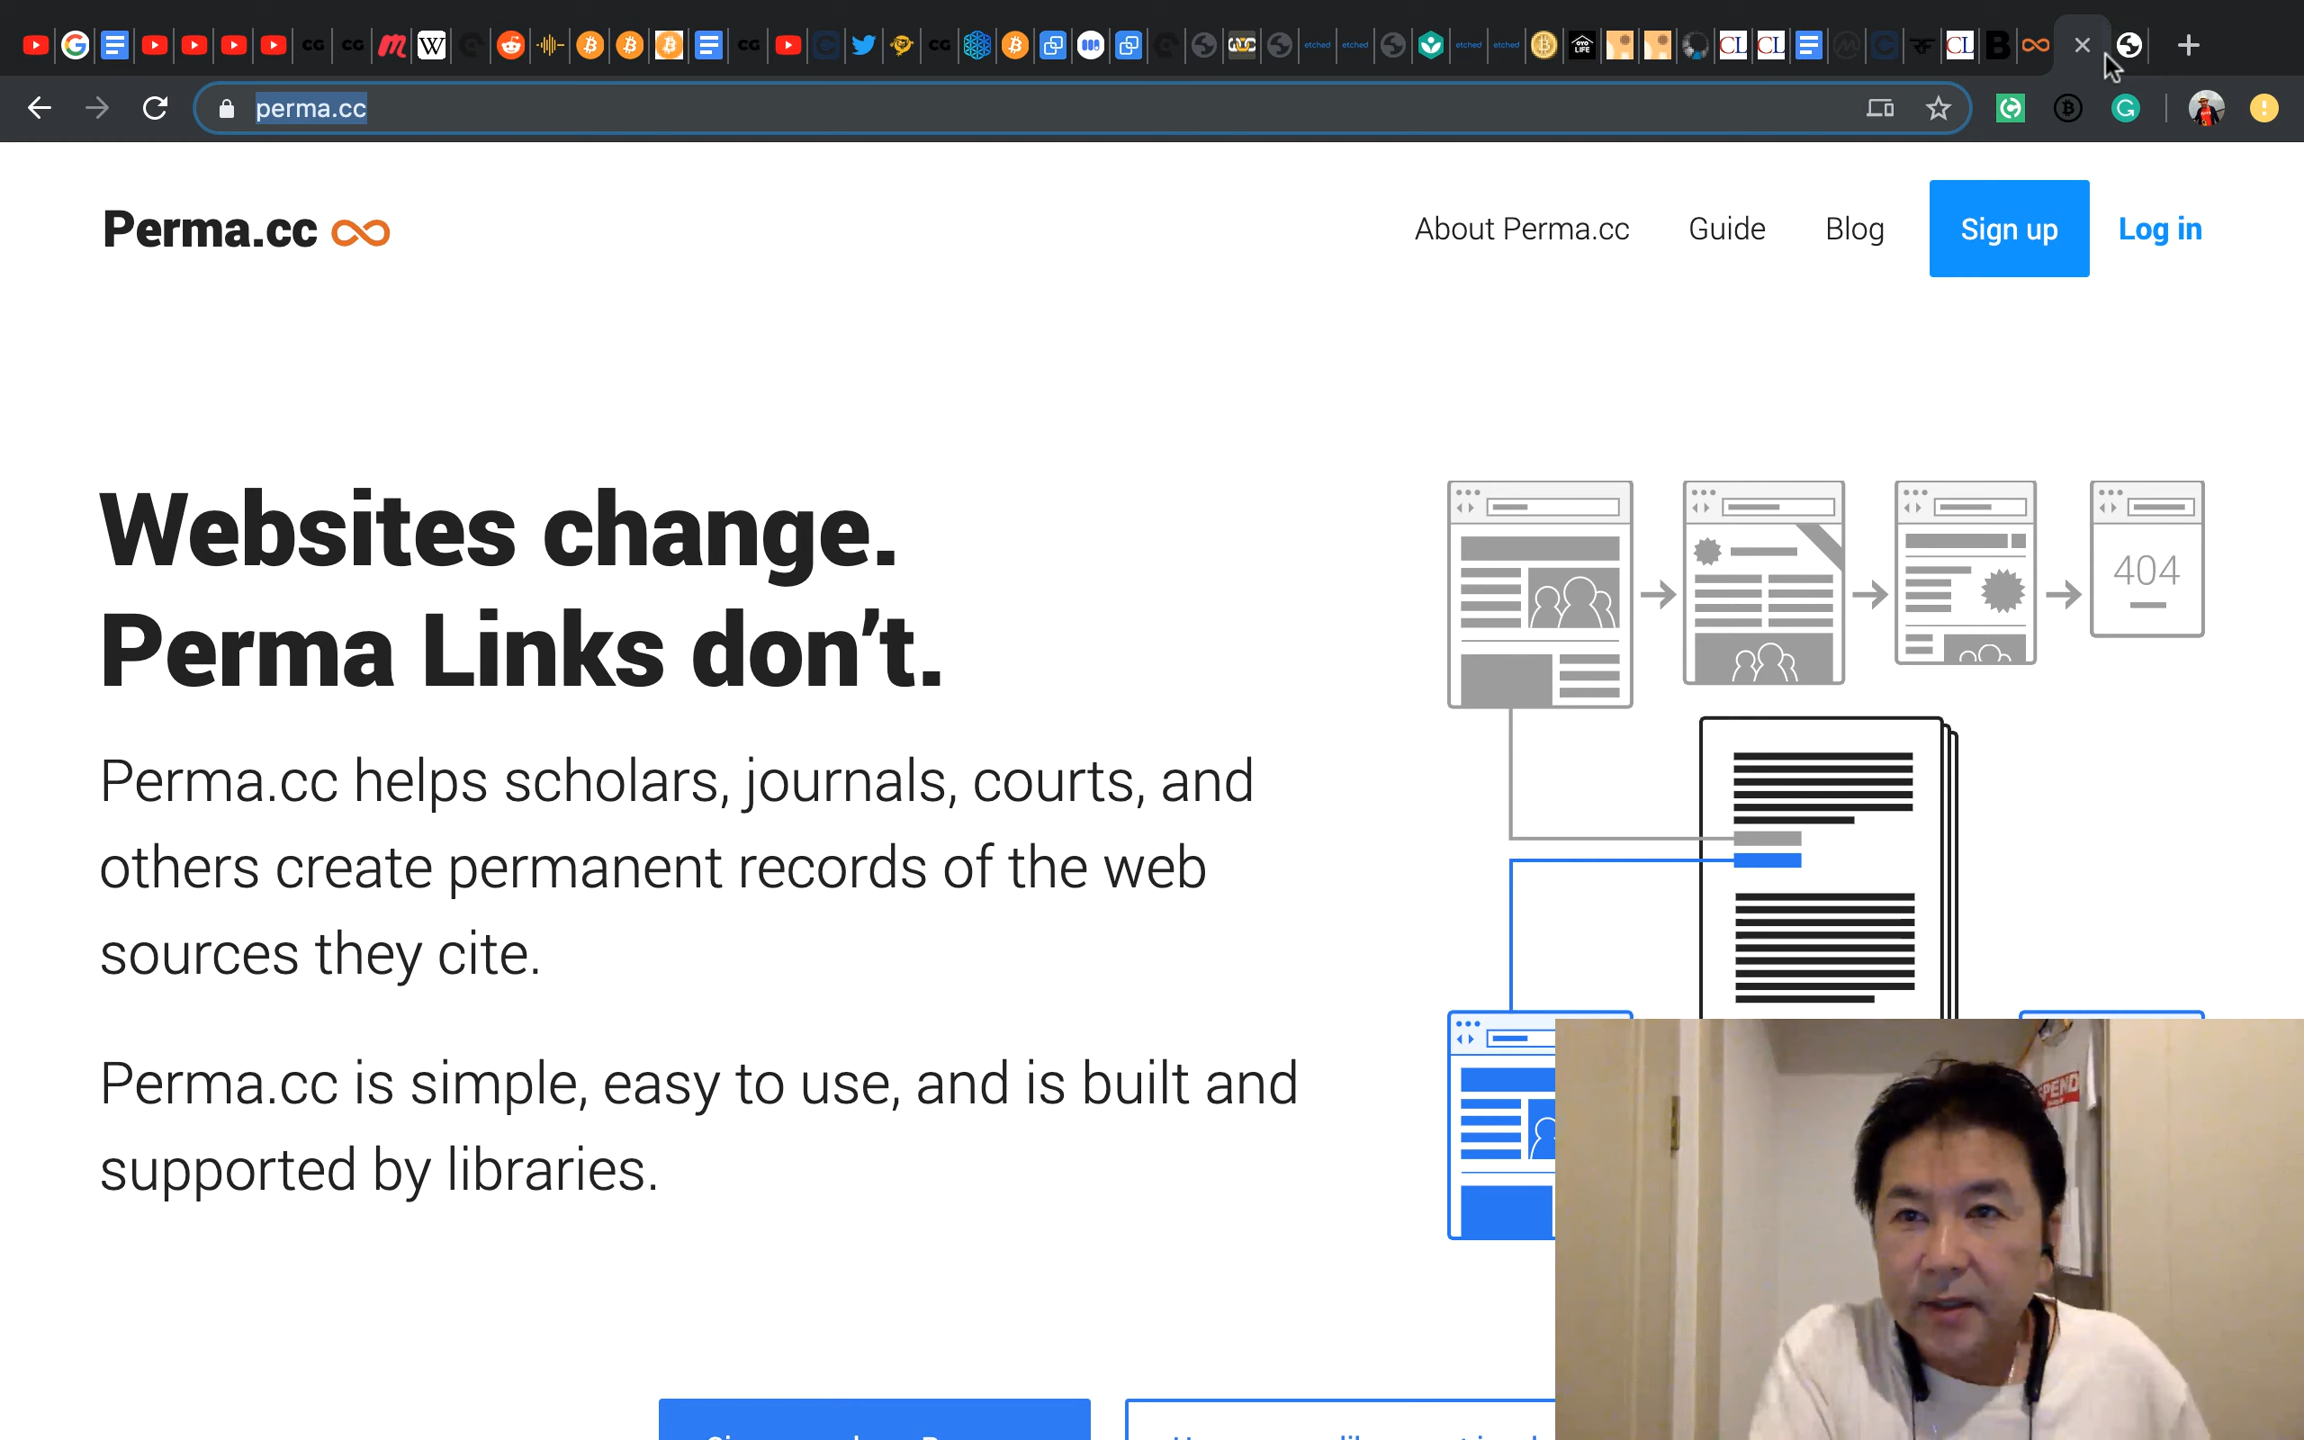 perma.cc
Perma.cc
About Perma.cc
Guide
Blog
Sign up
Log in
Websites change.
Perma Links don’t.
Perma.cc helps scholars, journals, courts, and
others create permanent records of the web
sources they cite.
Perma.cc is simple, easy to use, and is built and
supported by libraries.
404